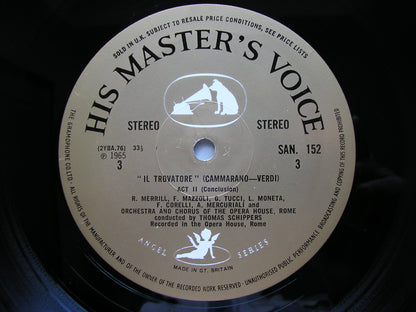 SOLD IN U.K. SUBJECT TO RESALE PRICE CONDITIONS, SEE PRICE LISTS
HIS MASTER'S VOICE
STEREO STEREO
(2YBA.76) 33⅓
℗ 1965
3
SAN. 152
3
"IL TROVATORE" (CAMMARANO—VERDI)
ACT II (Conclusion)
R. MERRILL, F. MAZZOLI, G. TUCCI, L. MONETA,
F. CORELLI, A. MERCURIALI and
ORCHESTRA AND CHORUS OF THE OPERA HOUSE, ROME
conducted by THOMAS SCHIPPERS
Recorded in the Opera House, Rome
ANGEL SERIES
MADE IN GT. BRITAIN
THE GRAMOPHONE CO. LTD. ALL RIGHTS OF THE MANUFACTURER AND OF THE OWNER OF THE RECORDED WORK RESERVED · UNAUTHORISED PUBLIC PERFORMANCE, BROADCASTING AND COPYING OF THIS RECORD PROHIBITED